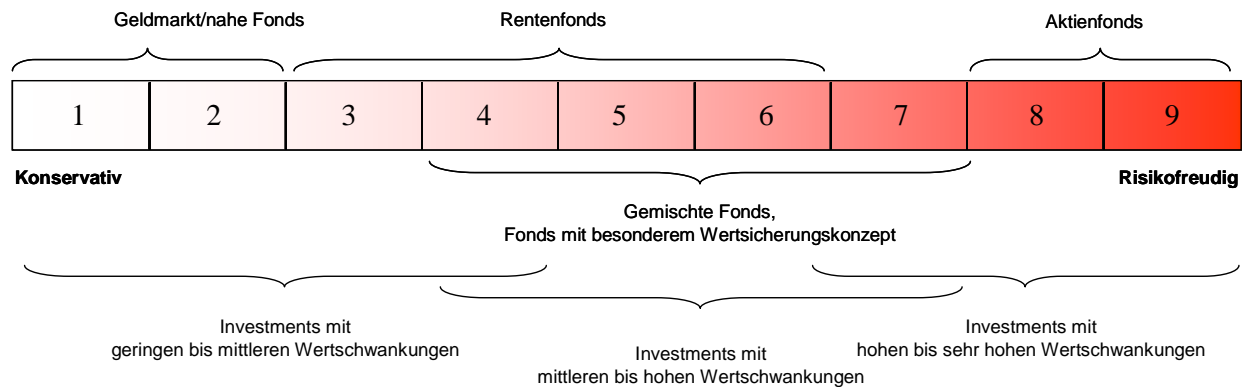 Geldmarkt/nahe Fonds Rentenfonds Aktienfonds
1 2 3 4 5 6 7 8 9
Konservativ Risikofreudig
Gemischte Fonds,
Fonds mit besonderem Wertsicherungskonzept
Investments mit
geringen bis mittleren Wertschwankungen
Investments mit
mittleren bis hohen Wertschwankungen
Investments mit
hohen bis sehr hohen Wertschwankungen